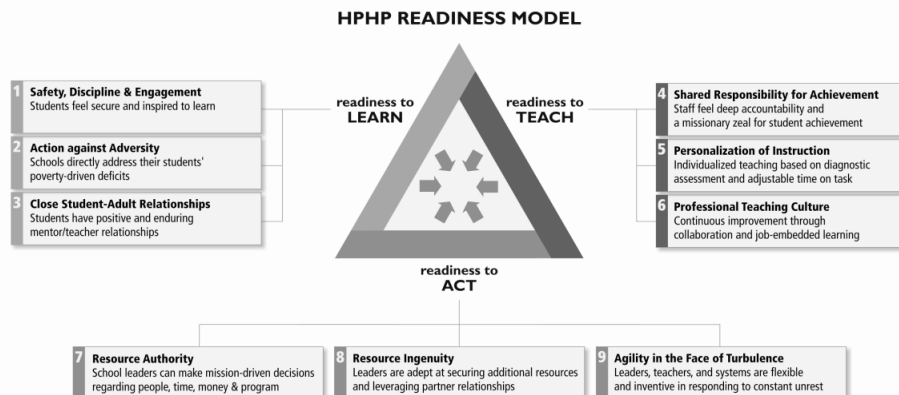 HPHP READINESS MODEL
1 Safety, Discipline & Engagement
Students feel secure and inspired to learn
2 Action against Adversity
Schools directly address their students'
poverty-driven deficits
3 Close Student-Adult Relationships
Students have positive and enduring
mentor/teacher relationships
readiness to
LEARN
readiness to
TEACH
4 Shared Responsibility for Achievement
Staff feel deep accountability and
a missionary zeal for student achievement
5 Personalization of Instruction
Individualized teaching based on diagnostic
assessment and adjustable time on task
6 Professional Teaching Culture
Continuous improvement through
collaboration and job-embedded learning
readiness to
ACT
7 Resource Authority
School leaders can make mission-driven decisions
regarding people, time, money & program
8 Resource Ingenuity
Leaders are adept at securing additional resources
and leveraging partner relationships
9 Agility in the Face of Turbulence
Leaders, teachers, and systems are flexible
and inventive in responding to constant unrest